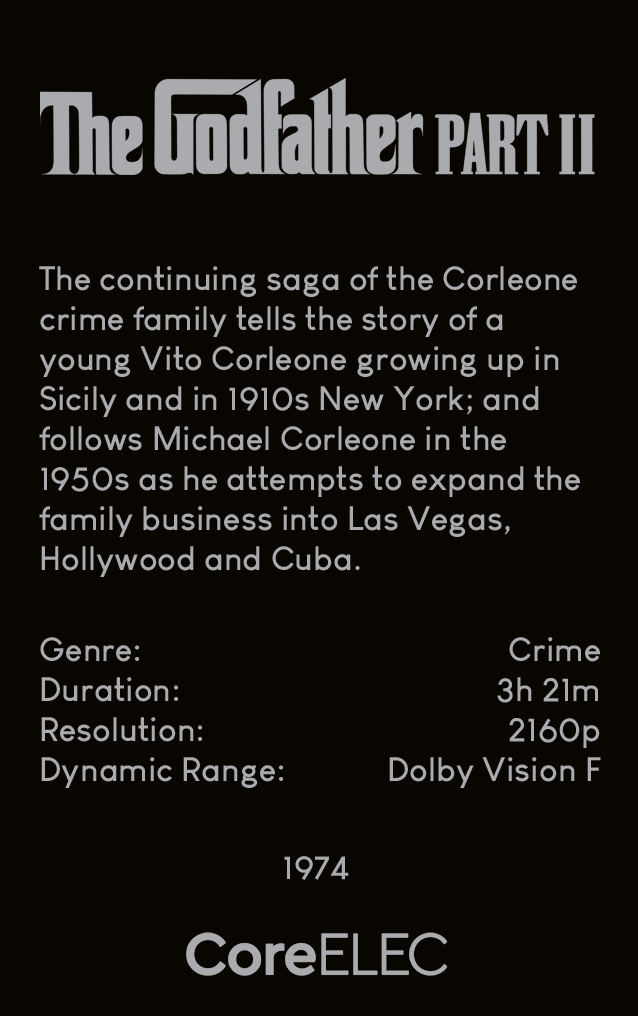 The Godfather PART II
The continuing saga of the Corleone
crime family tells the story of a
young Vito Corleone growing up in
Sicily and in 1910s New York; and
follows Michael Corleone in the
1950s as he attempts to expand the
family business into Las Vegas,
Hollywood and Cuba.
Genre: Crime
Duration: 3h 21m
Resolution: 2160p
Dynamic Range: Dolby Vision F
1974
CoreELEC